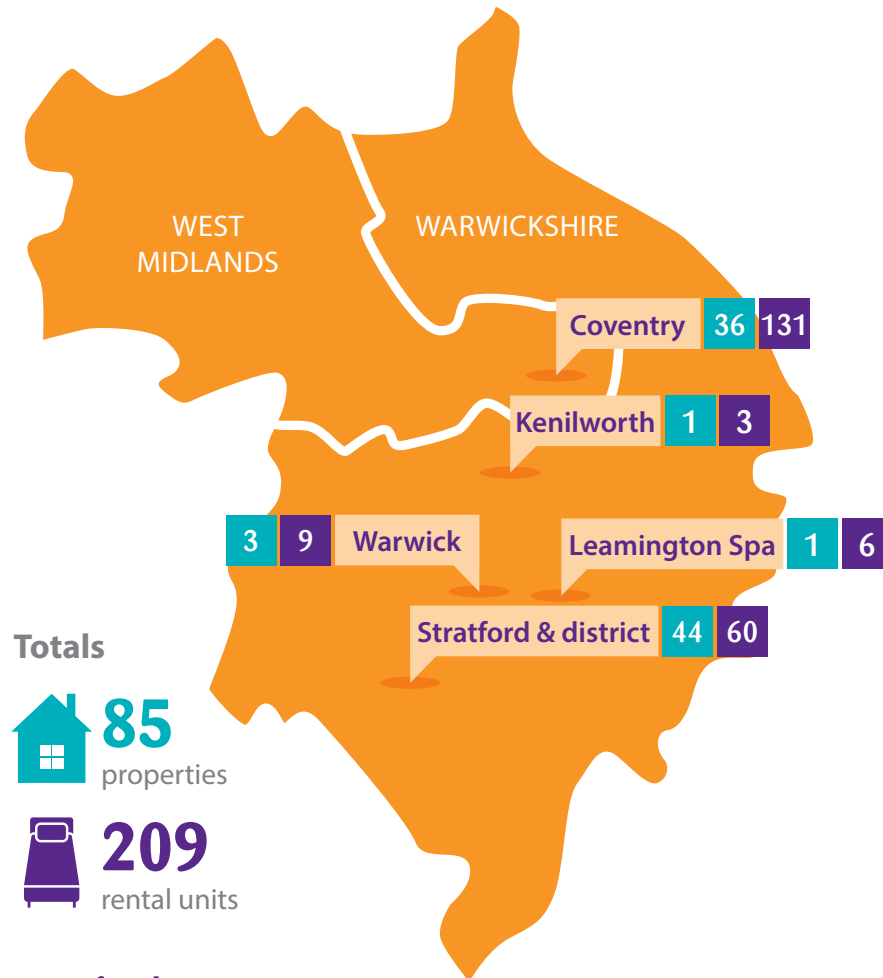 WEST
MIDLANDS
WARWICKSHIRE
Coventry 36 131
Kenilworth 1 3
3 9 Warwick
Leamington Spa 1 6
Stratford & district 44 60
Totals
85
properties
209
rental units